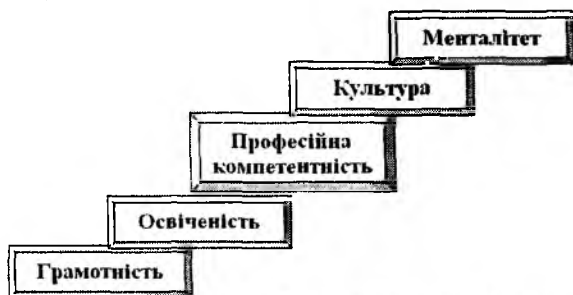 Менталітет
Культура
Професійна
компетентність
Освіченість
Грамотність